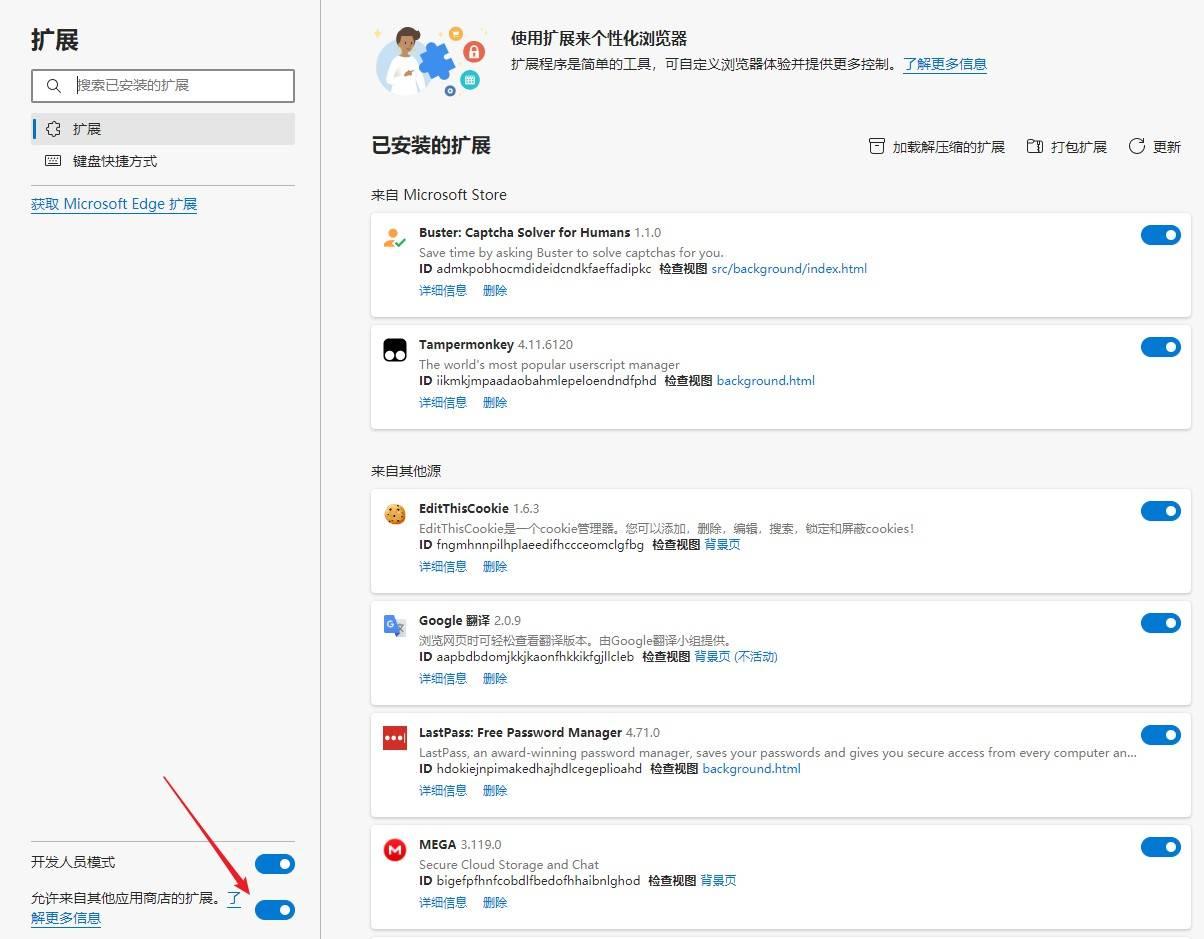 扩展
搜索已安装的扩展
扩展
键盘快捷方式
获取 Microsoft Edge 扩展
开发人员模式
允许来自其他应用商店的扩展。了
解更多信息
使用扩展来个性化浏览器
扩展程序是简单的工具，可自定义浏览器体验并提供更多控制。了解更多信息
已安装的扩展
加载解压缩的扩展 打包扩展 更新
来自 Microsoft Store
Buster: Captcha Solver for Humans 1.1.0
Save time by asking Buster to solve captchas for you.
ID admkpobhocmdideidcndkfaeffadipkc 检查视图 src/background/index.html
详细信息 删除
Tampermonkey 4.11.6120
The world's most popular userscript manager
ID iikmkjmpaadaobahmlepeloendndfphd 检查视图 background.html
详细信息 删除
来自其他源
EditThisCookie 1.6.3
EditThisCookie是一个cookie管理器。您可以添加，删除，编辑，搜索，锁定和屏蔽cookies!
ID fngmhnnpilhplaeedifhccceomclgfbg 检查视图 背景页
详细信息 删除
Google 翻译 2.0.9
浏览网页时可轻松查看翻译版本。由Google翻译小组提供。
ID aapbdbdomjkkjkaonfhkkikfgjllcleb 检查视图 背景页 (不活动)
详细信息 删除
LastPass: Free Password Manager 4.71.0
LastPass, an award-winning password manager, saves your passwords and gives you secure access from every computer an...
ID hdokiejnpimakedhajhdlcegeplioahd 检查视图 background.html
详细信息 删除
MEGA 3.119.0
Secure Cloud Storage and Chat
ID bigefpfhnfcobdlfbedofhhaibnlghod 检查视图 背景页
详细信息 删除